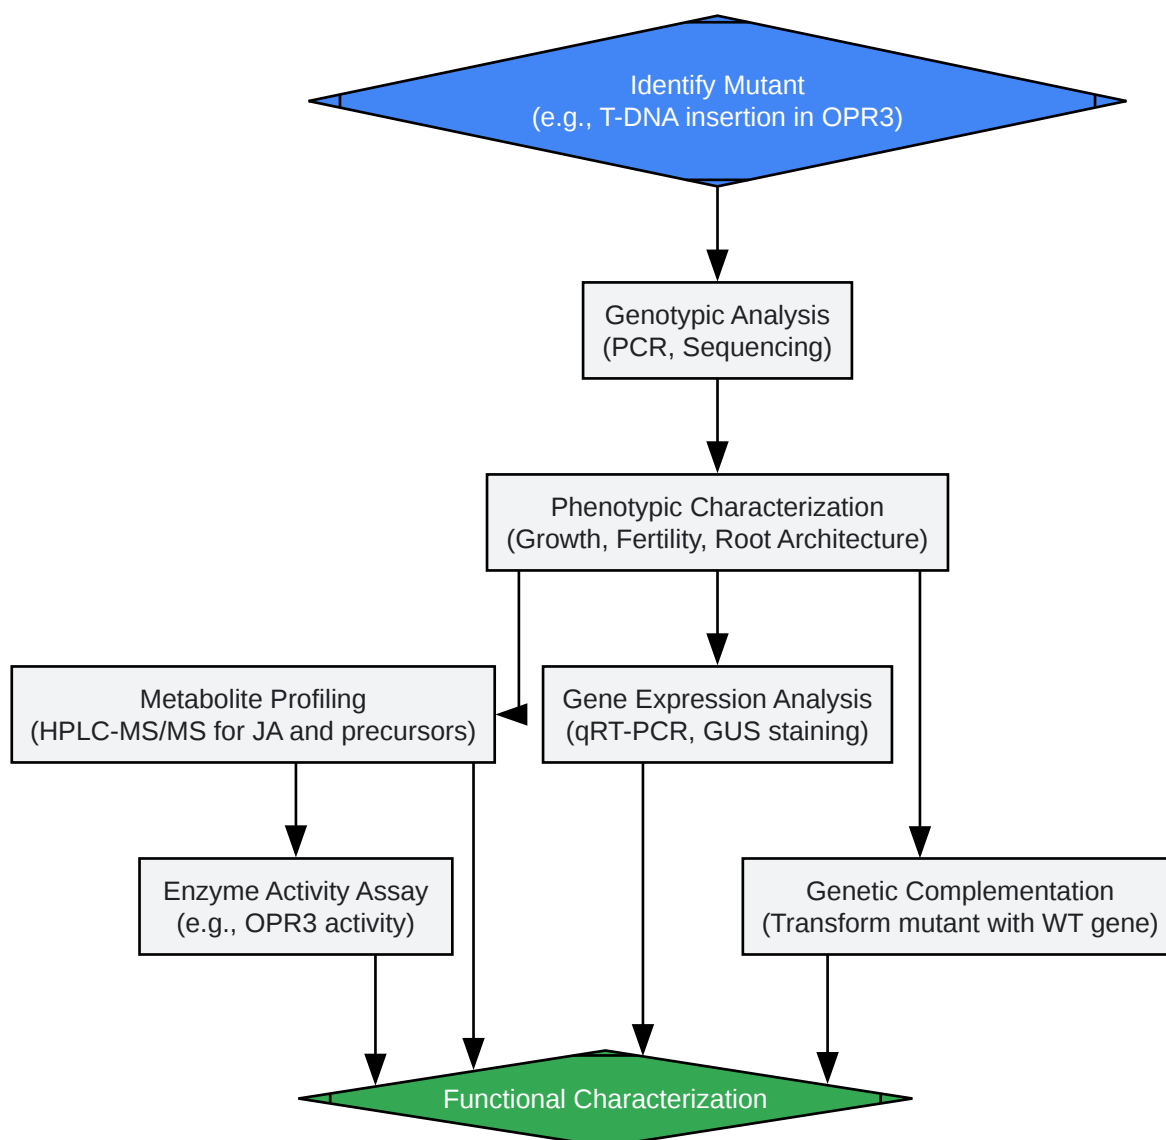 Identify Mutant
(e.g., T-DNA insertion in OPR3)
Genotypic Analysis
(PCR, Sequencing)
Phenotypic Characterization
(Growth, Fertility, Root Architecture)
Metabolite Profiling
(HPLC-MS/MS for JA and precursors)
Gene Expression Analysis
(qRT-PCR, GUS staining)
Enzyme Activity Assay
(e.g., OPR3 activity)
Genetic Complementation
(Transform mutant with WT gene)
Functional Characterization